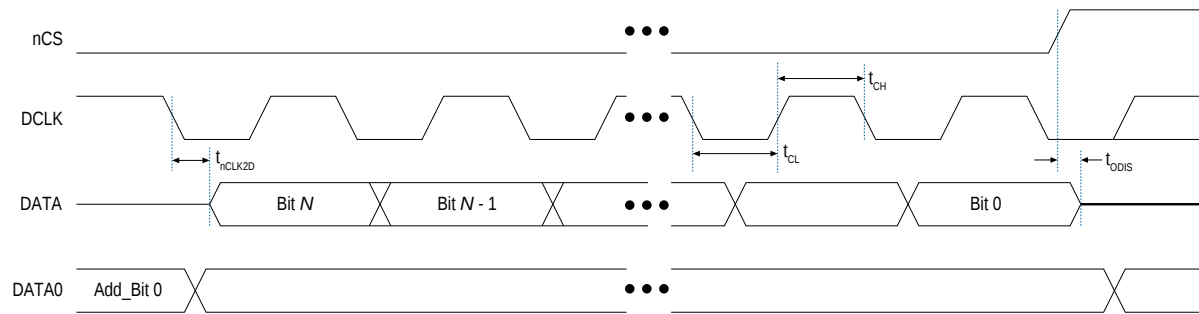 nCS
t_CH
DCLK
t_nCLK2D
t_CL
t_ODIS
DATA
Bit N
Bit N - 1
Bit 0
DATA0
Add_Bit 0